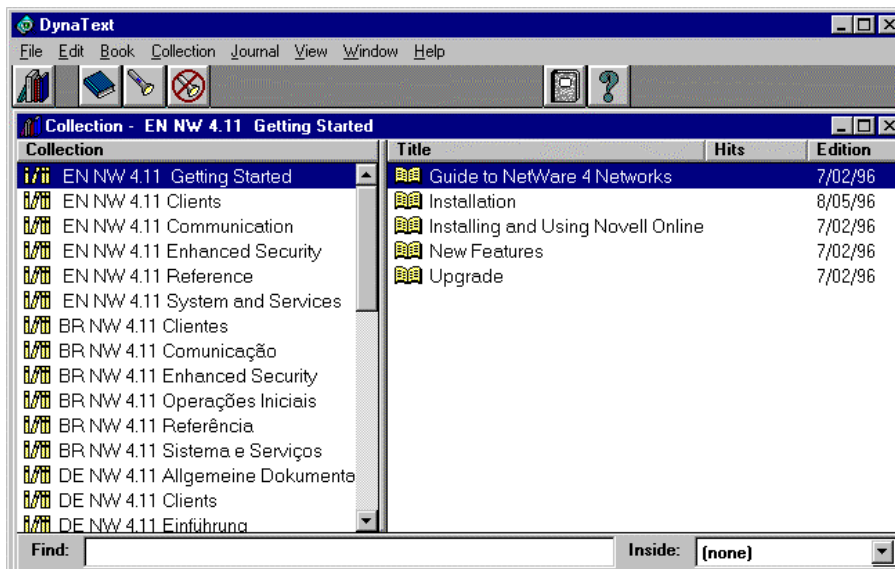 DynaText
File Edit Book Collection Journal View Window Help
Collection - EN NW 4.11 Getting Started
Collection
EN NW 4.11 Getting Started
EN NW 4.11 Clients
EN NW 4.11 Communication
EN NW 4.11 Enhanced Security
EN NW 4.11 Reference
EN NW 4.11 System and Services
BR NW 4.11 Clientes
BR NW 4.11 Comunicação
BR NW 4.11 Enhanced Security
BR NW 4.11 Operações Iniciais
BR NW 4.11 Referência
BR NW 4.11 Sistema e Serviços
DE NW 4.11 Allgemeine Dokumenta
DE NW 4.11 Clients
DE NW 4.11 Einführung
Title Hits Edition
Guide to NetWare 4 Networks 7/02/96
Installation 8/05/96
Installing and Using Novell Online 7/02/96
New Features 7/02/96
Upgrade 7/02/96
Find: Inside: (none)